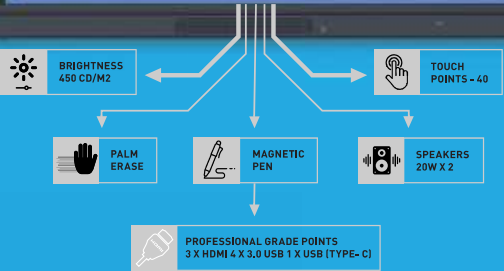 BRIGHTNESS
450 CD/M2
TOUCH
POINTS - 40
PALM
ERASE
MAGNETIC
PEN
SPEAKERS
20W X 2
PROFESSIONAL GRADE POINTS
3 X HDMI 4 X 3.0 USB 1 X USB (TYPE- C)